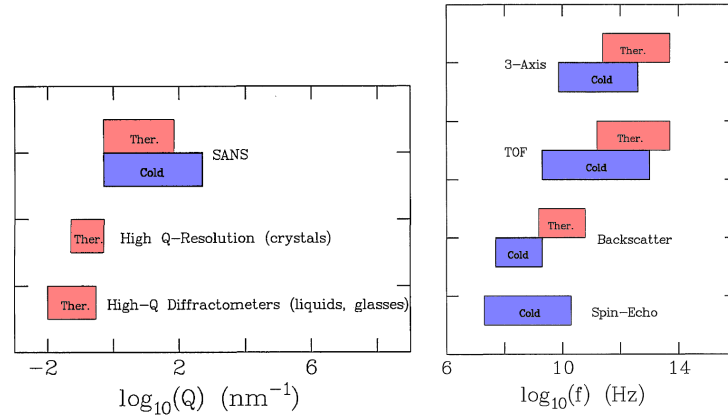 Ther.
Cold
SANS
Ther.
High Q-Resolution (crystals)
Ther.
High-Q Diffractometers (liquids, glasses)
-2
2
6
log10(Q) (nm−1)
3-Axis
Ther.
Cold
TOF
Ther.
Cold
Ther.
Cold
Backscatter
Cold
Spin-Echo
6
8
10
14
log10(f) (Hz)